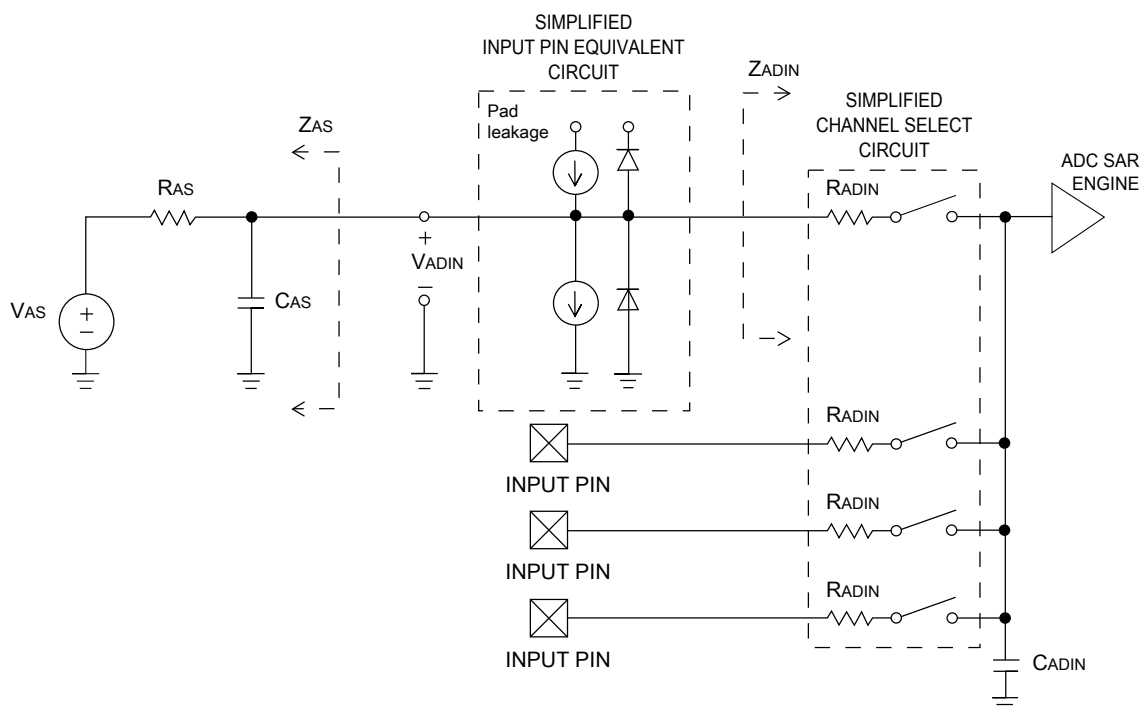 SIMPLIFIED
INPUT PIN EQUIVALENT
CIRCUIT
Pad
leakage
ZAS
RAS
VAS
+
–
CAS
+
VADIN
–
ZADIN
SIMPLIFIED
CHANNEL SELECT
CIRCUIT
RADIN
ADC SAR
ENGINE
RADIN
INPUT PIN
RADIN
INPUT PIN
RADIN
INPUT PIN
CADIN